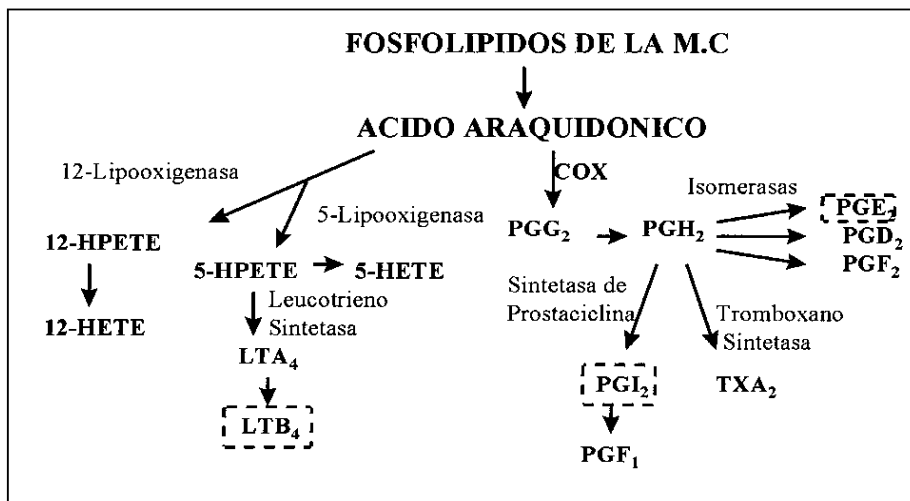 FOSFOLIPIDOS DE LA M.C
ACIDO ARAQUIDONICO
12-Lipooxigenasa
COX
Isomerasas
5-Lipooxigenasa
PGE₂
12-HPETE
PGG₂
PGH₂
PGD₂
5-HPETE
5-HETE
PGF₂
Leucotrieno
Sintetasa
Sintetasa de
Prostaciclina
Tromboxano
Sintetasa
12-HETE
LTA₄
PGI₂
TXA₂
LTB₄
PGF₁